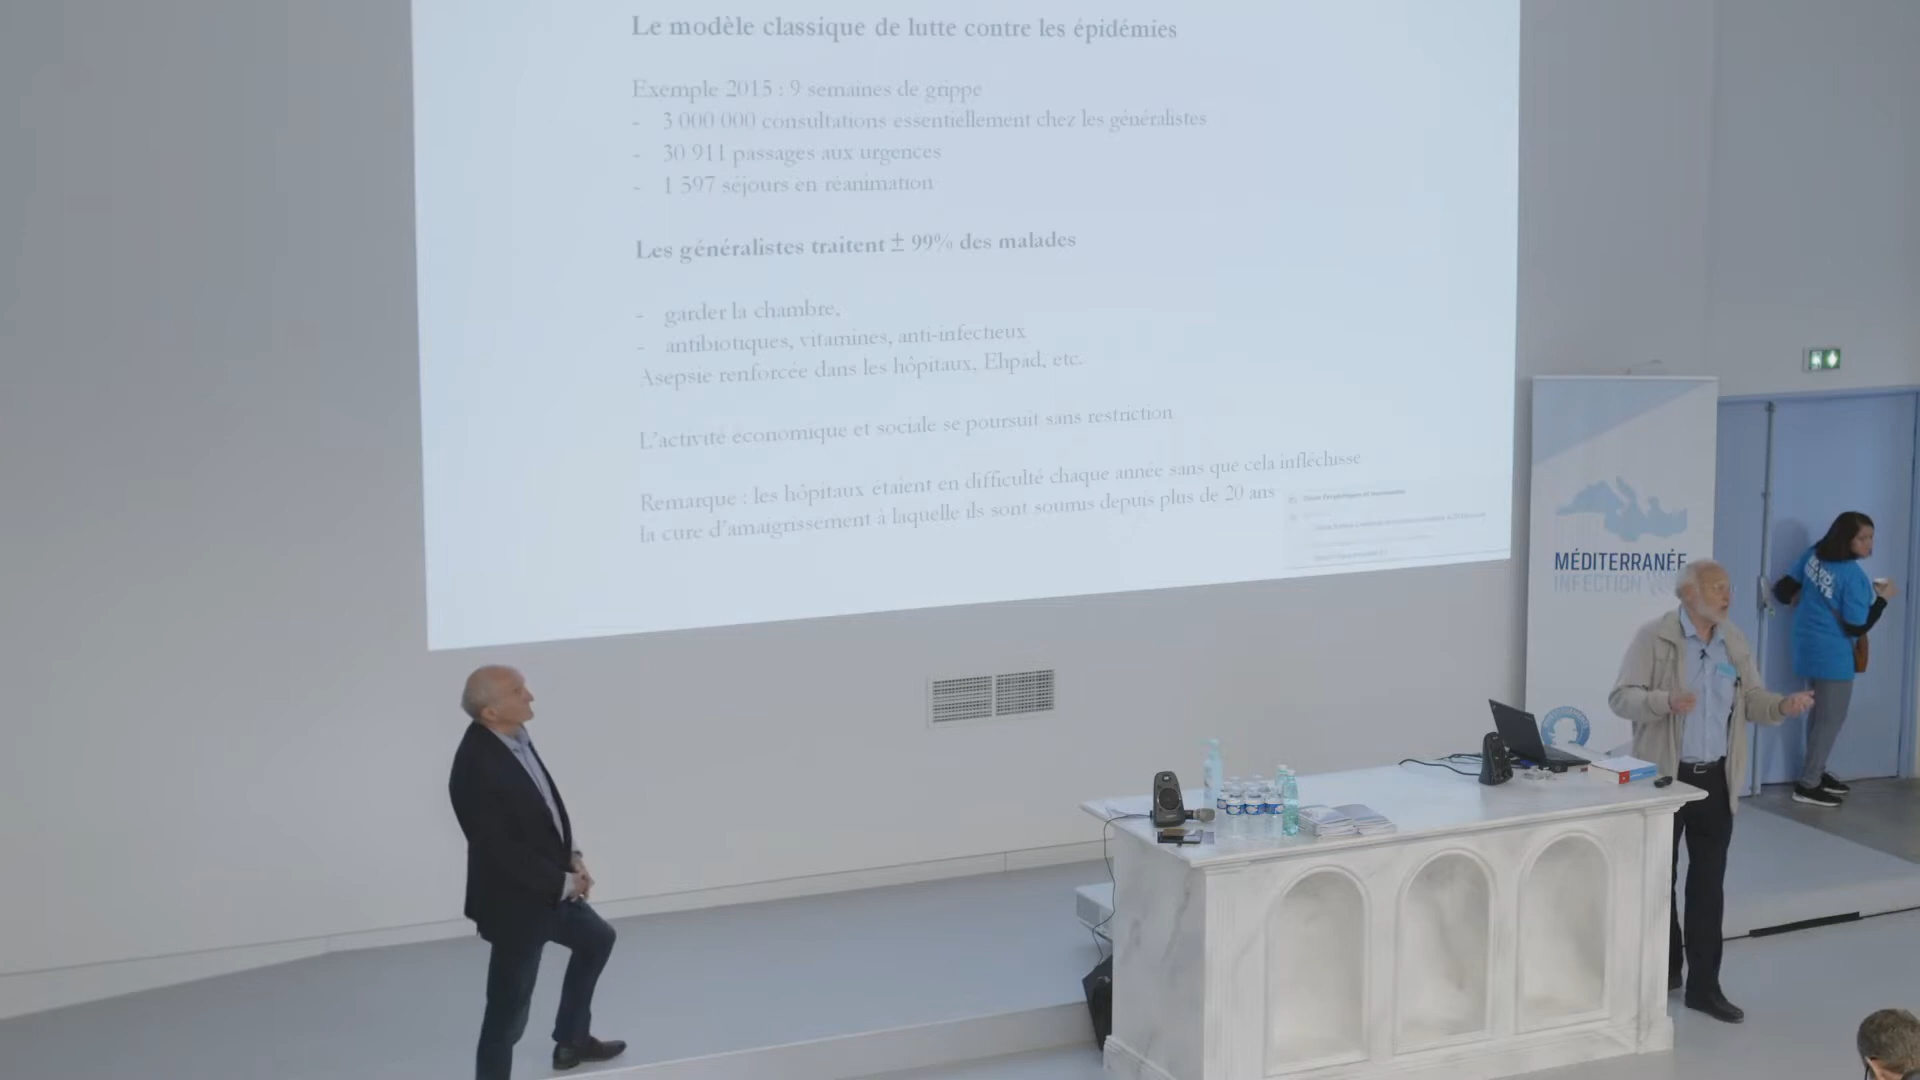 Le modèle classique de lutte contre les épidémies
Exemple 2015 : 9 semaines de grippe
- 3 000 000 consultations essentiellement chez les généralistes
- 30 911 passages aux urgences
- 1 597 séjours en réanimation
Les généralistes traitent ± 99% des malades
- garder la chambre,
- antibiotiques, vitamines, anti-infectieux
Asepsie renforcée dans les hôpitaux, Ehpad, etc.
L'activité économique et sociale se poursuit sans restriction
Remarque : les hôpitaux étaient en difficulté chaque année sans que cela infléchisse
la cure d'amaigrissement à laquelle ils sont soumis depuis plus de 20 ans
MÉDITERRANÉE
INFECTION